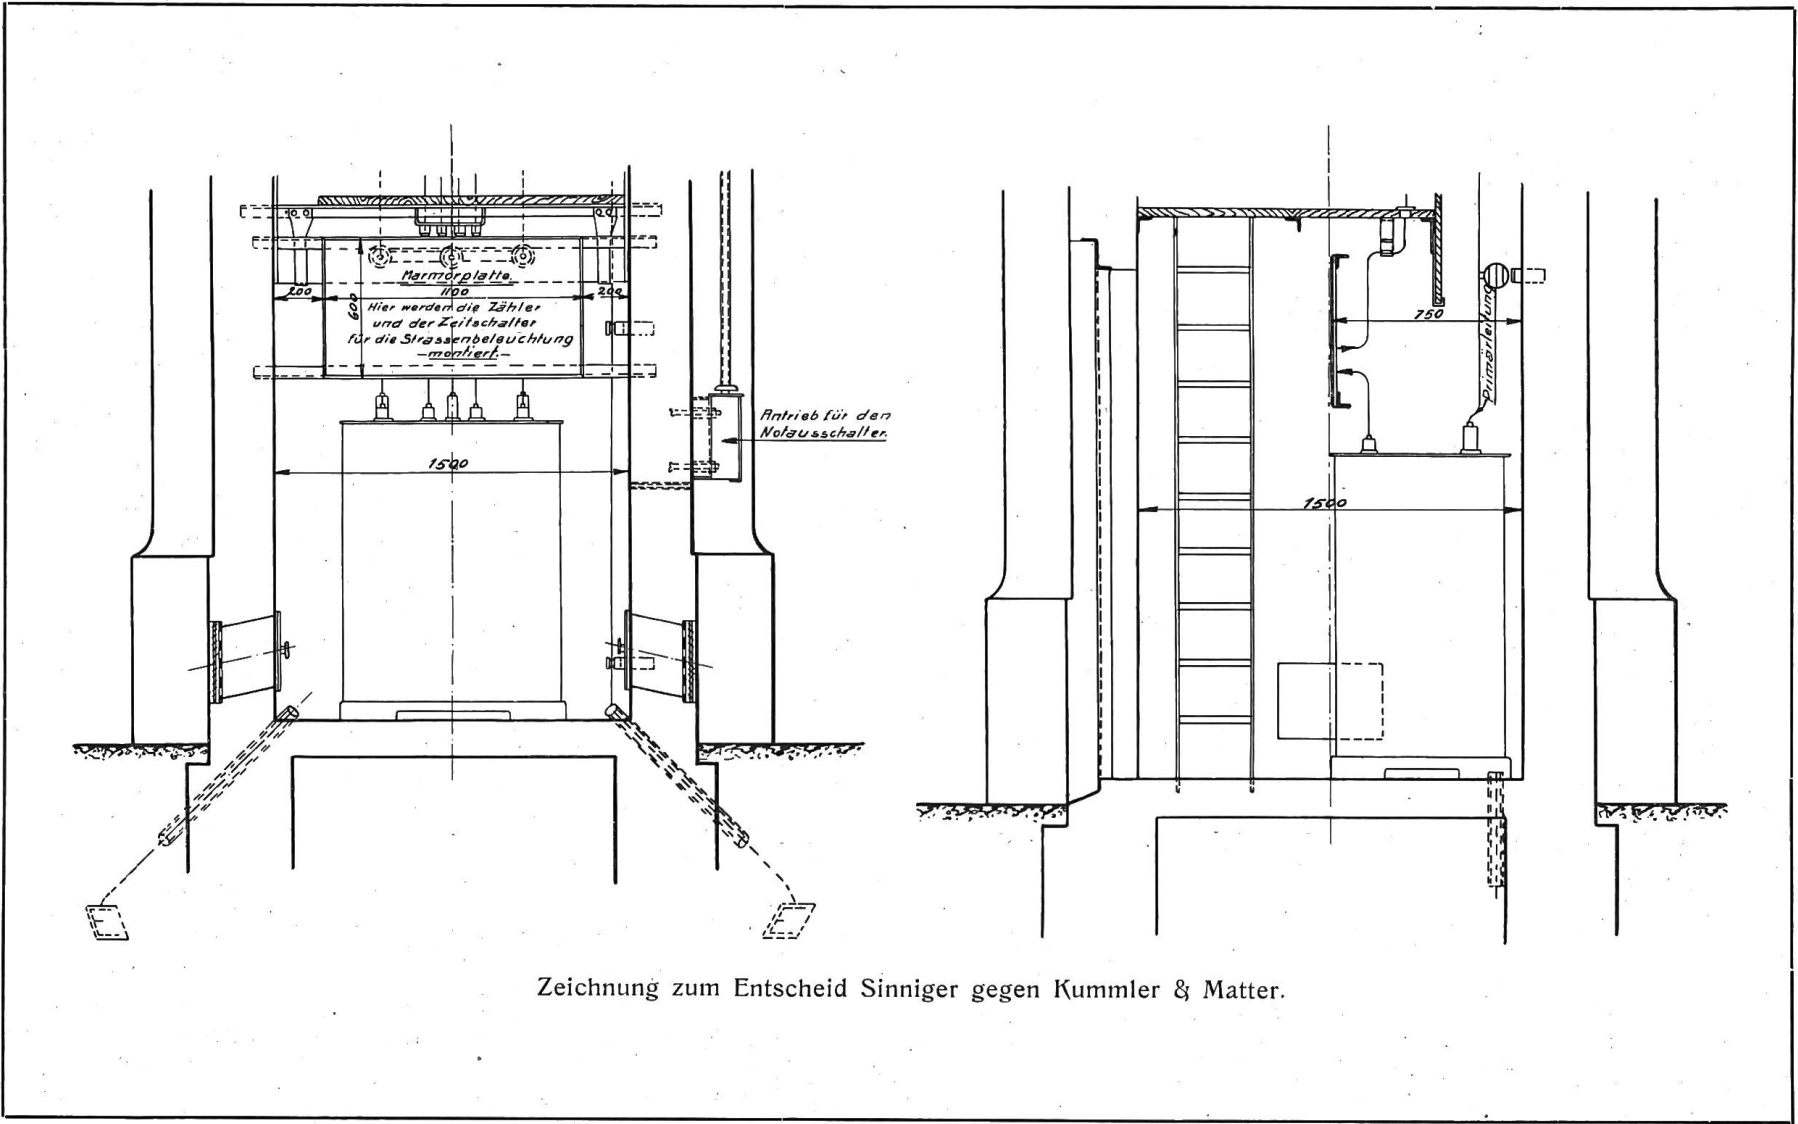 Marmorplatte.
200
1100
200
600
Hier werden die Zähler
und der Zeitschalter
für die Strassenbeleuchtung
—montiert.—
Antrieb für den
Notausschalter.
1500
750
Primärleitung
1500
Zeichnung zum Entscheid Sinniger gegen Kummler & Matter.